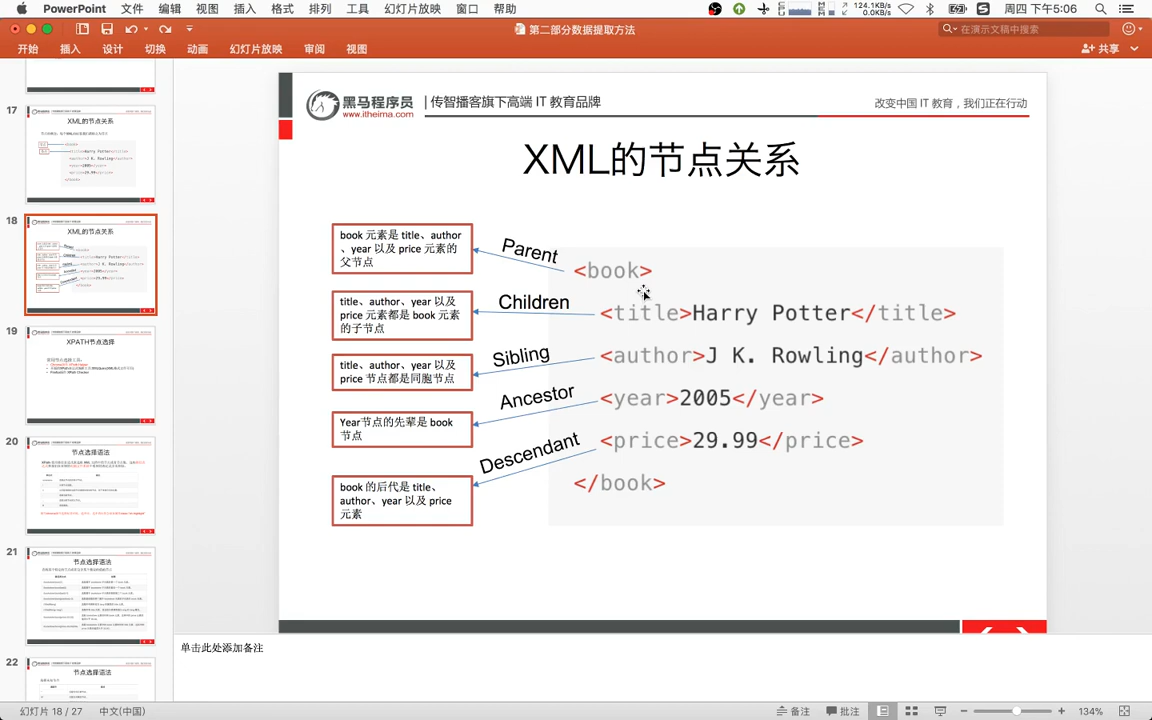 PowerPoint 文件 编辑 视图 插入 格式 排列 工具 幻灯片放映 窗口 帮助
124.1KB/s
0.0KB/s
周四 下午5:06
第二部分数据提取方法
在演示文稿中搜索
开始 插入 设计 切换 动画 幻灯片放映 审阅 视图
共享
17
XML的节点关系
18
XML的节点关系
19
XPATH节点选择
20
节点选择语法
21
节点选择语法
22
节点选择语法
黑马程序员
www.itheima.com
传智播客旗下高端 IT 教育品牌
改变中国 IT 教育，我们正在行动
XML的节点关系
book 元素是 title、author
、year 以及 price 元素的
父节点
Parent
<book>
title、author、year 以及
price 元素都是 book 元素
的子节点
Children
<title>Harry Potter</title>
title、author、year 以及
price 节点都是同胞节点
Sibling
<author>J K. Rowling</author>
Year节点的先辈是 book
节点
Ancestor
<year>2005</year>
book 的后代是 title、
author、year 以及 price
元素
Descendant
<price>29.99</price>
</book>
单击此处添加备注
幻灯片 18 / 27 中文(中国)
备注 批注
134%